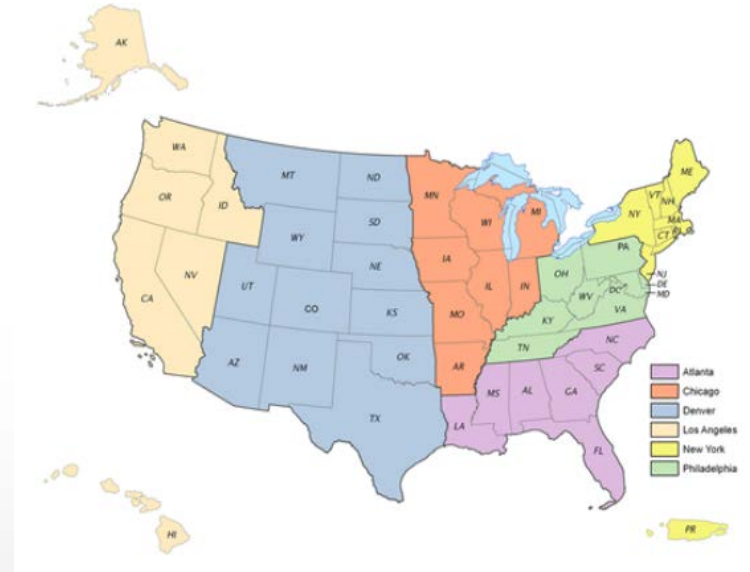 AK
WA
MT
ND
OR
ID
MN
ME
VT
NH
NY
MA
CT
RI
WI
MI
SD
WY
IA
PA
NV
NE
UT
CO
CA
IL
IN
OH
NJ
DE
MD
DC
WV
VA
KS
MO
KY
NC
TN
OK
AZ
NM
AR
SC
MS
AL
GA
TX
LA
FL
Atlanta
Chicago
Denver
Los Angeles
New York
Philadelphia
HI
PR